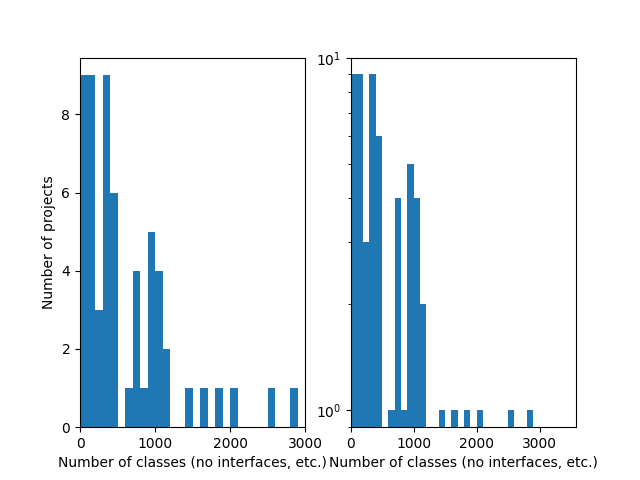 Number of projects
8
6
4
2
0
0 1000 2000 3000
Number of classes (no interfaces, etc.)
10¹
10⁰
0 1000 2000 3000
Number of classes (no interfaces, etc.)